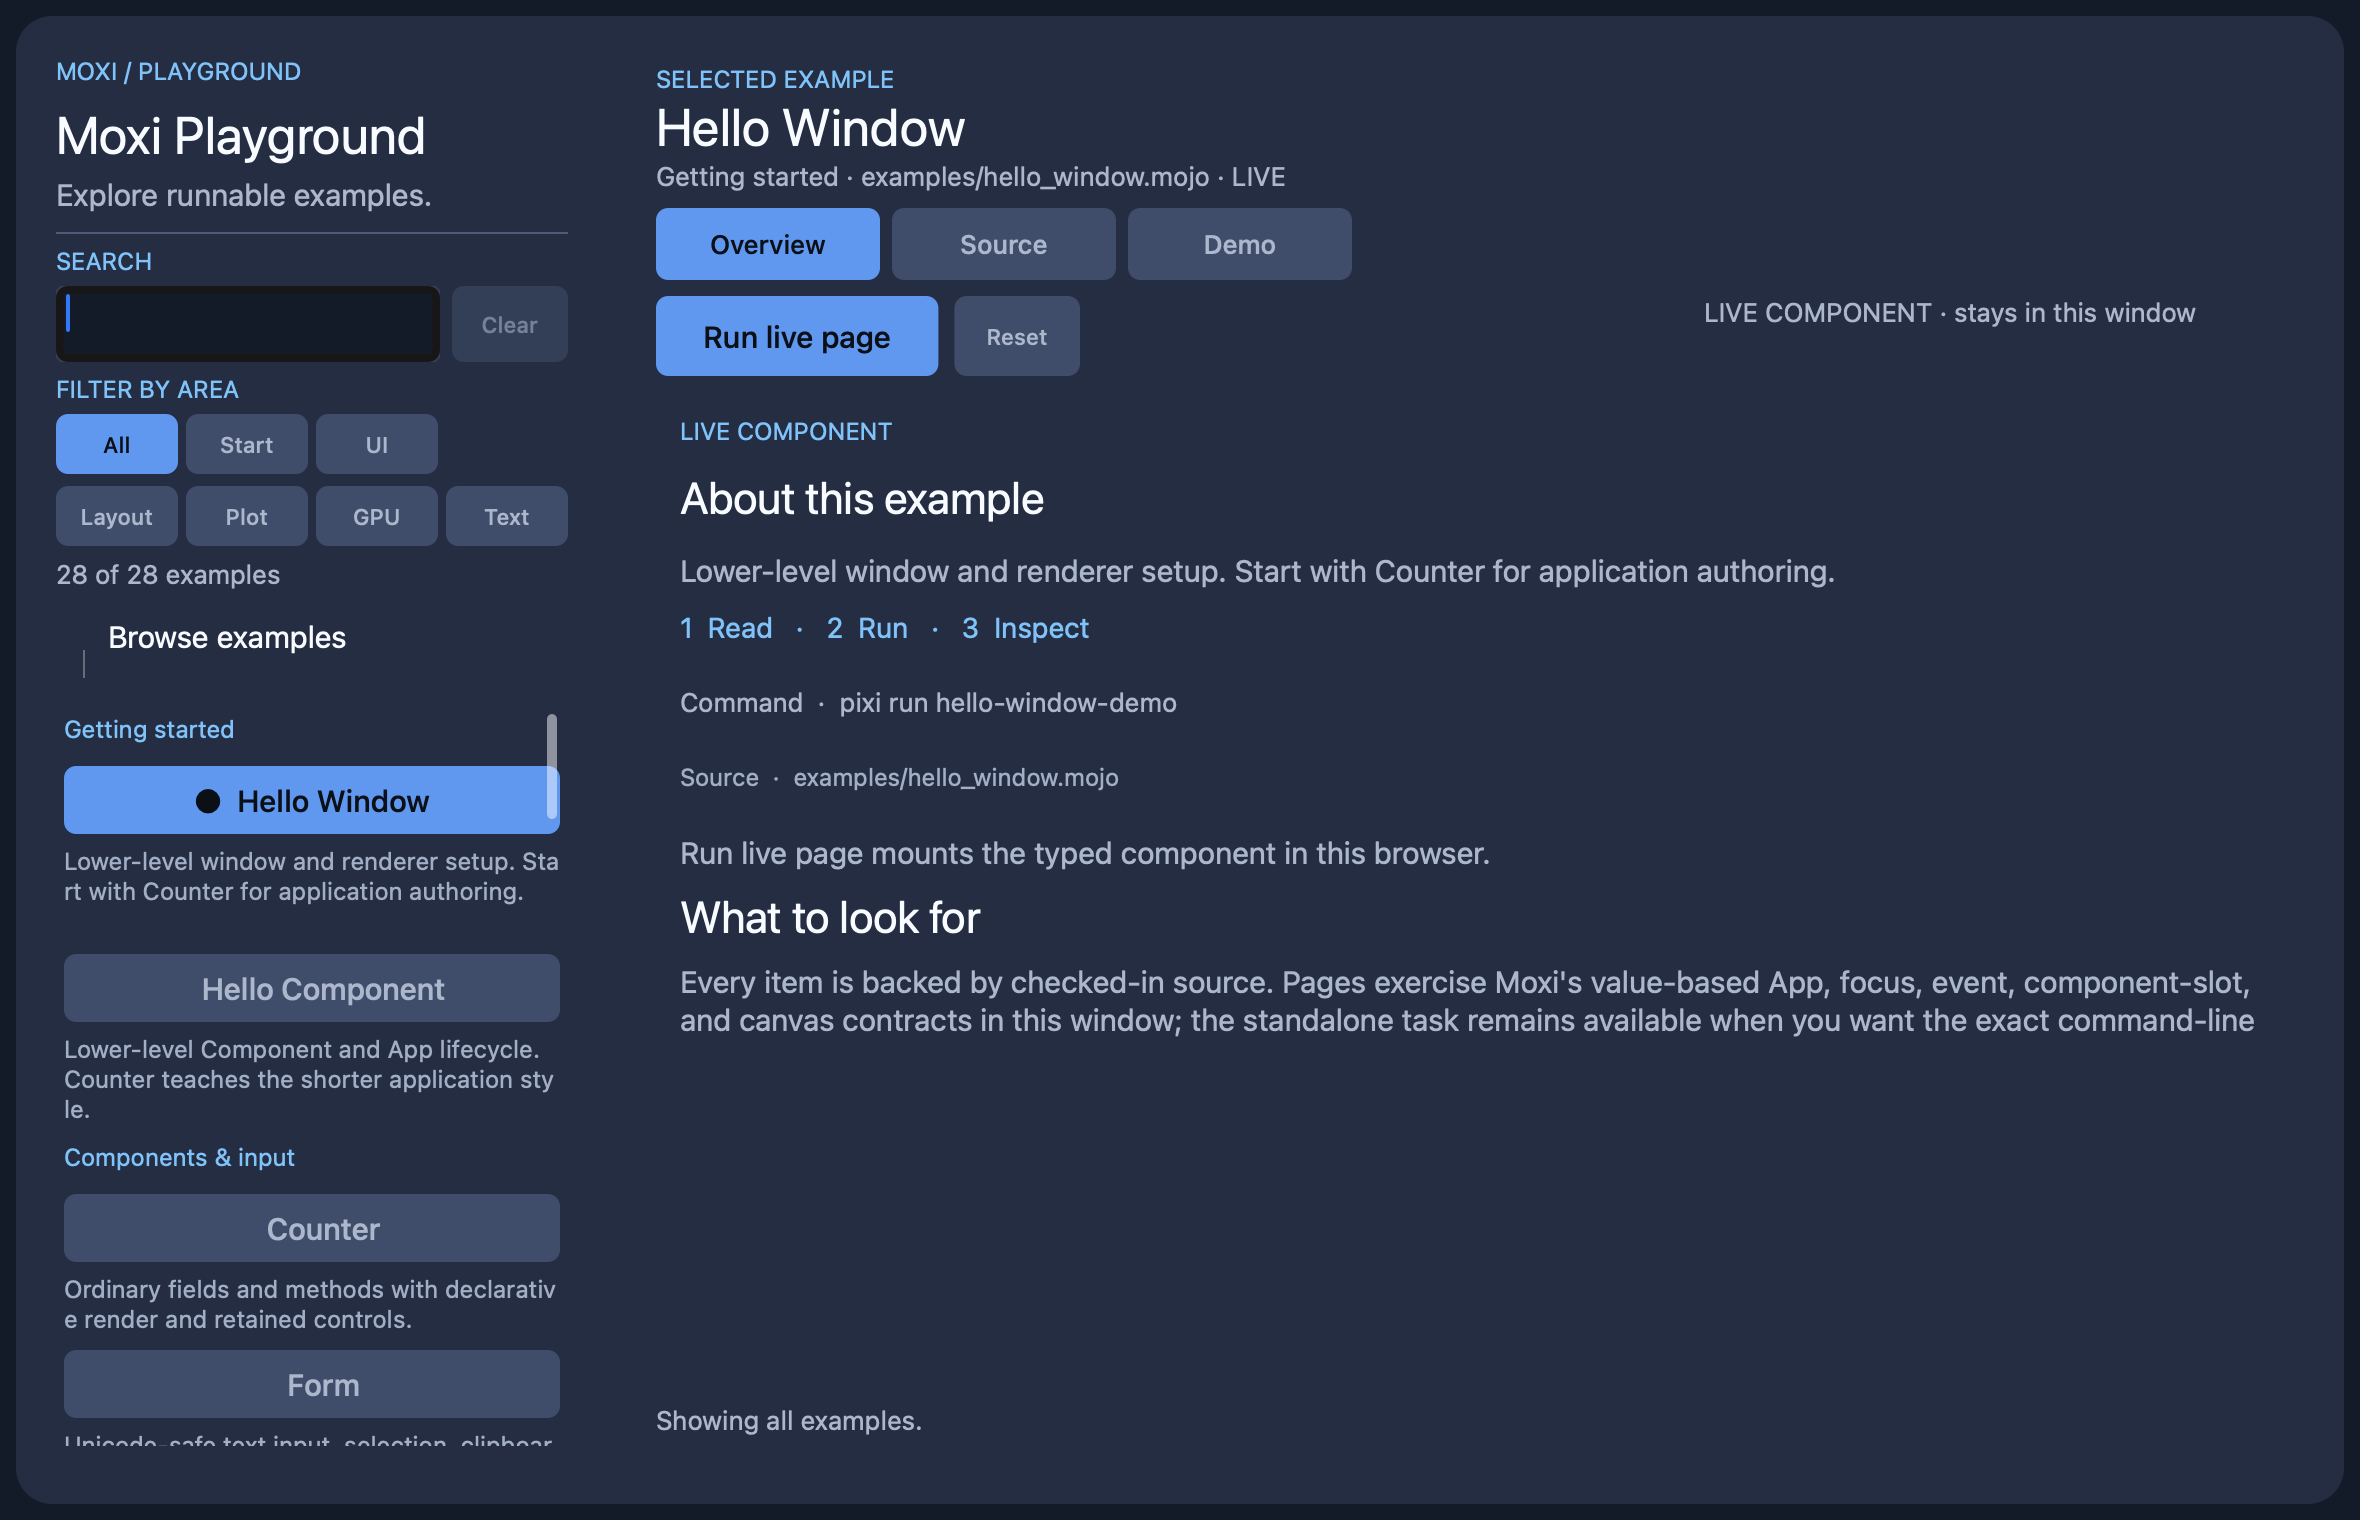 MOXI / PLAYGROUND
Moxi Playground
Explore runnable examples.
SEARCH
Clear
FILTER BY AREA
All
Start
UI
Layout
Plot
GPU
Text
28 of 28 examples
Browse examples
Getting started
● Hello Window
Lower-level window and renderer setup. Sta
rt with Counter for application authoring.
Hello Component
Lower-level Component and App lifecycle.
Counter teaches the shorter application sty
le.
Components & input
Counter
Ordinary fields and methods with declarativ
e render and retained controls.
Form
Unicode-safe text input, selection, clipboar
SELECTED EXAMPLE
Hello Window
Getting started · examples/hello_window.mojo · LIVE
Overview
Source
Demo
Run live page
Reset
LIVE COMPONENT · stays in this window
LIVE COMPONENT
About this example
Lower-level window and renderer setup. Start with Counter for application authoring.
1 Read · 2 Run · 3 Inspect
Command · pixi run hello-window-demo
Source · examples/hello_window.mojo
Run live page mounts the typed component in this browser.
What to look for
Every item is backed by checked-in source. Pages exercise Moxi's value-based App, focus, event, component-slot,
and canvas contracts in this window; the standalone task remains available when you want the exact command-line
Showing all examples.